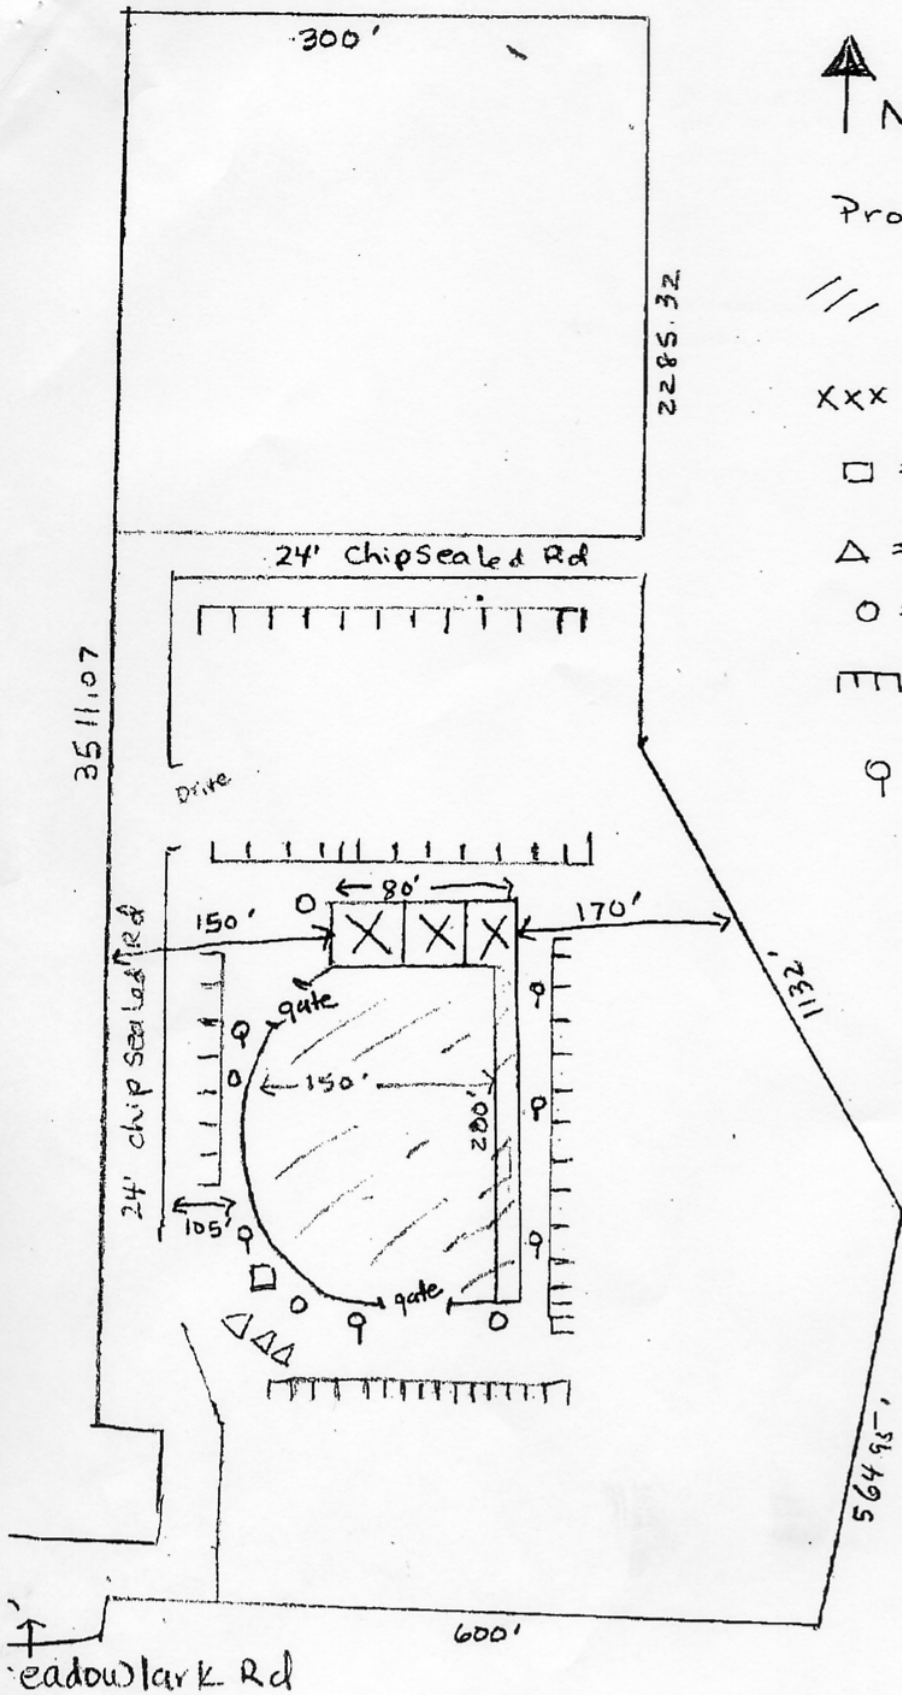 300'
N
Pro
///
2285.32
xxx
□ =
△ =
24' ChipSealed Rd
3511.07
Drive
80'
150'
170'
24' chip sealed Rd
gate
150'
200'
1132'
105'
gate
564.95'
600'
eadowlark Rd